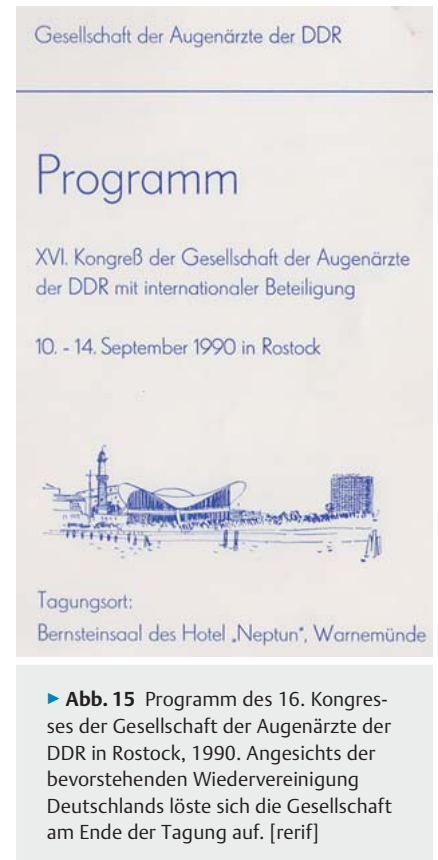 Gesellschaft der Augenärzte der DDR
Programm
XVI. Kongreß der Gesellschaft der Augenärzte
der DDR mit internationaler Beteiligung
10. - 14. September 1990 in Rostock
Tagungsort:
Bernsteinsaal des Hotel „Neptun“, Warnemünde
▶ Abb. 15 Programm des 16. Kongres-
ses der Gesellschaft der Augenärzte der
DDR in Rostock, 1990. Angesichts der
bevorstehenden Wiedervereinigung
Deutschlands löste sich die Gesellschaft
am Ende der Tagung auf. [rerif]